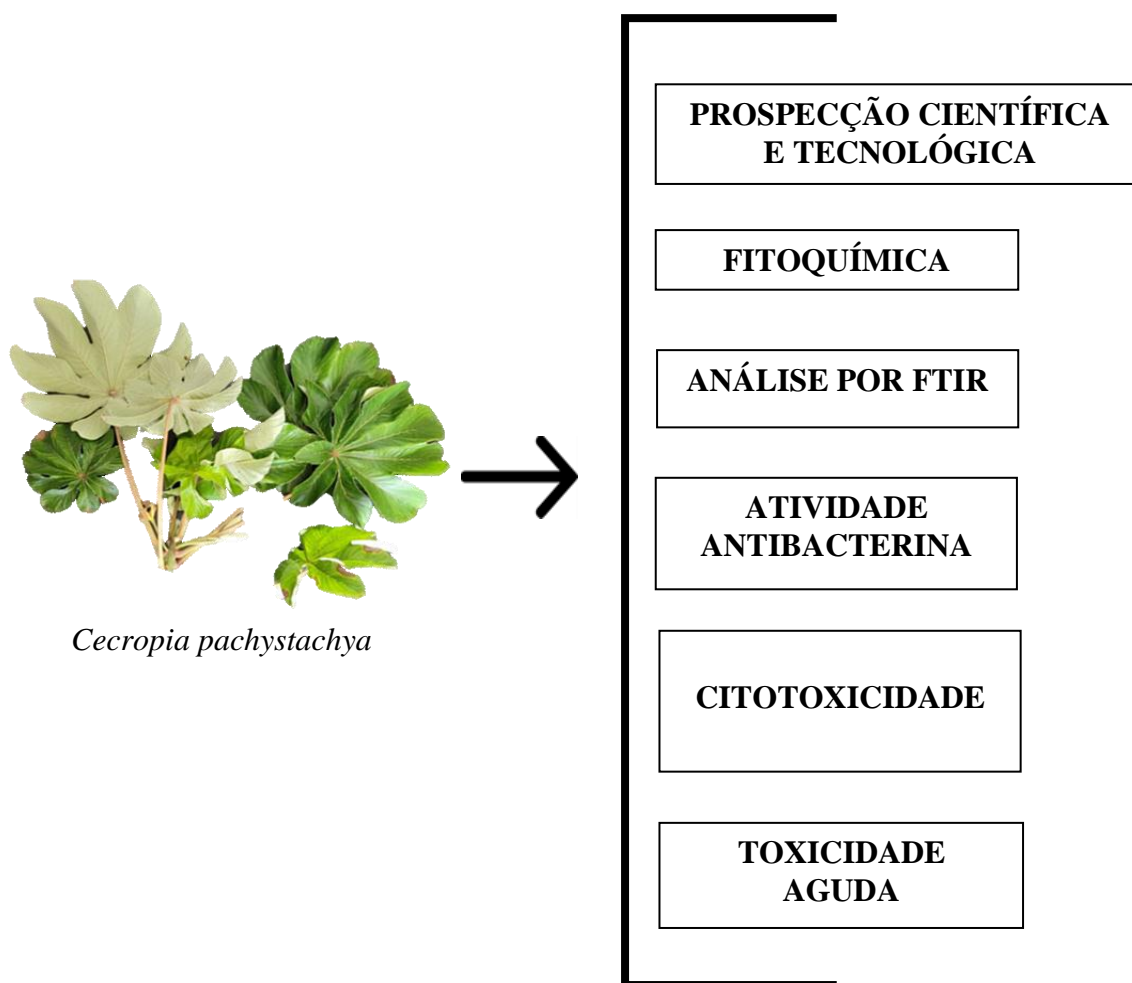 PROSPECÇÃO CIENTÍFICA
E TECNOLÓGICA
FITOQUÍMICA
ANÁLISE POR FTIR
ATIVIDADE
ANTIBACTERINA
CITOTOXICIDADE
TOXICIDADE
AGUDA
Cecropia pachystachya